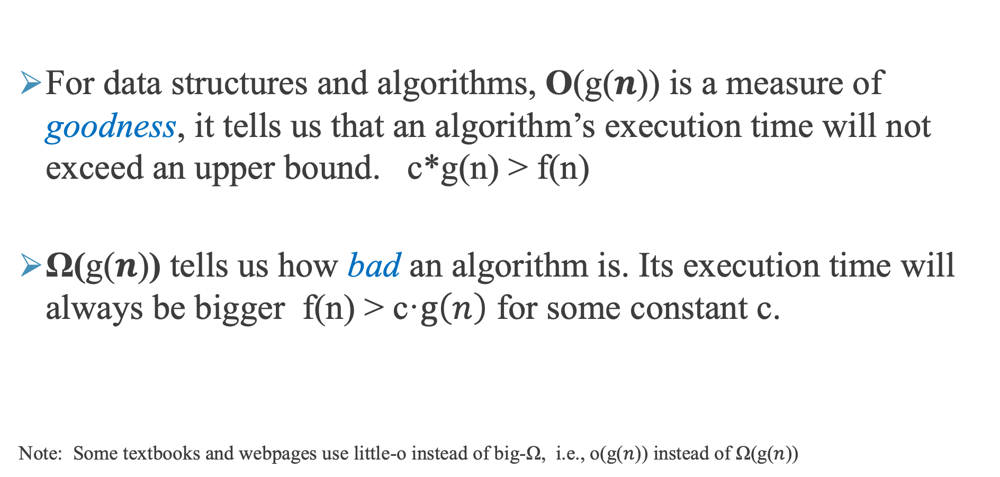 ➢For data structures and algorithms, O(g(n)) is a measure of
goodness, it tells us that an algorithm’s execution time will not
exceed an upper bound. c*g(n) > f(n)
➢Ω(g(n)) tells us how bad an algorithm is. Its execution time will
always be bigger f(n) > c·g(n) for some constant c.
Note: Some textbooks and webpages use little-o instead of big-Ω, i.e., o(g(n)) instead of Ω(g(n))